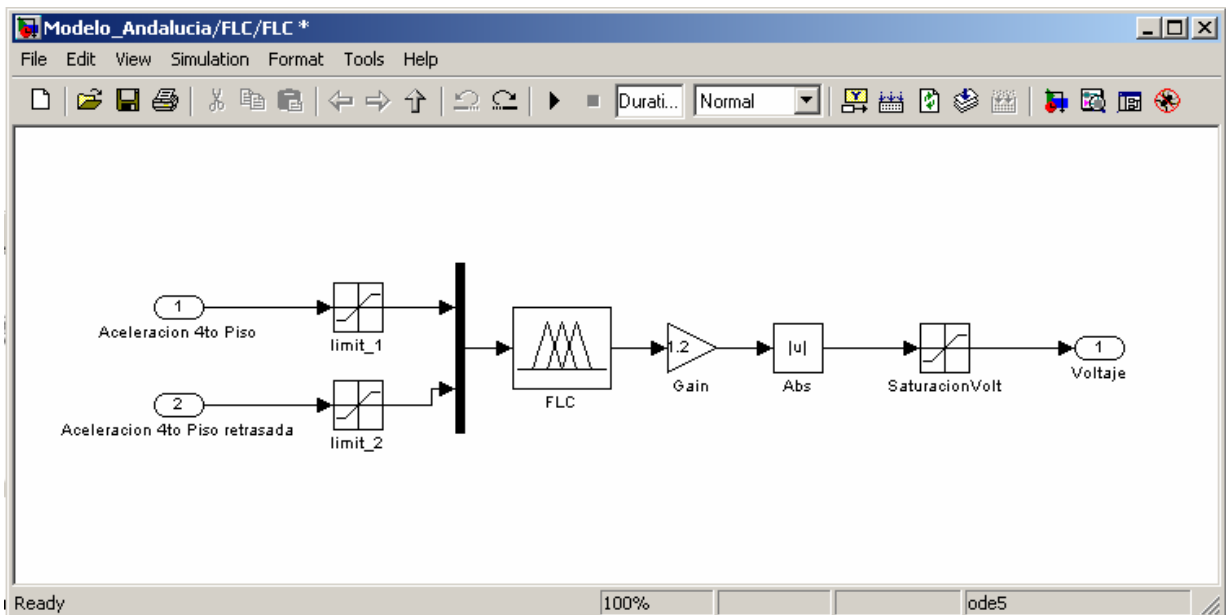 Modelo_Andalucia/FLC/FLC *
File Edit View Simulation Format Tools Help
Durati... Normal
1
Aceleracion 4to Piso
limit_1
2
Aceleracion 4to Piso retrasada
limit_2
FLC
1.2
Gain
|u|
Abs
SaturacionVolt
1
Voltaje
Ready 100% ode5